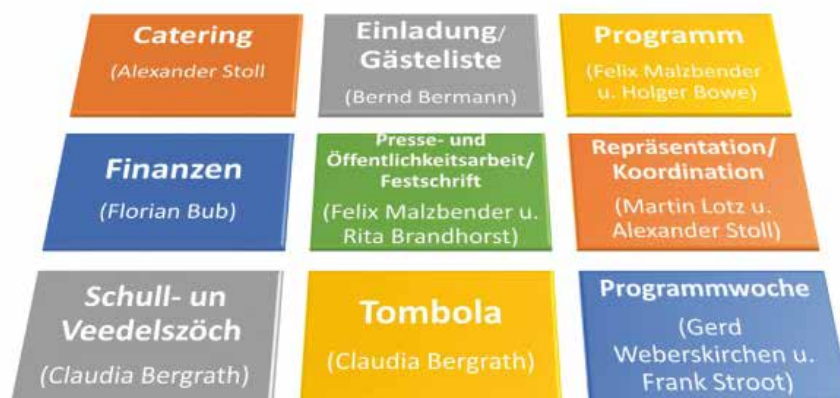 Catering
(Alexander Stoll
Einladung/
Gästeliste
(Bernd Bermann)
Programm
(Felix Malzbender
u. Holger Bowe)
Finanzen
(Florian Bub)
Presse- und
Öffentlichkeitsarbeit/
Festschrift
(Felix Malzbender u.
Rita Brandhorst)
Repräsentation/
Koordination
(Martin Lotz u.
Alexander Stoll)
Schull- un
Veedelszöch
(Claudia Bergrath)
Tombola
(Claudia Bergrath)
Programmwoche
(Gerd
Weberskirchen u.
Frank Stroot)